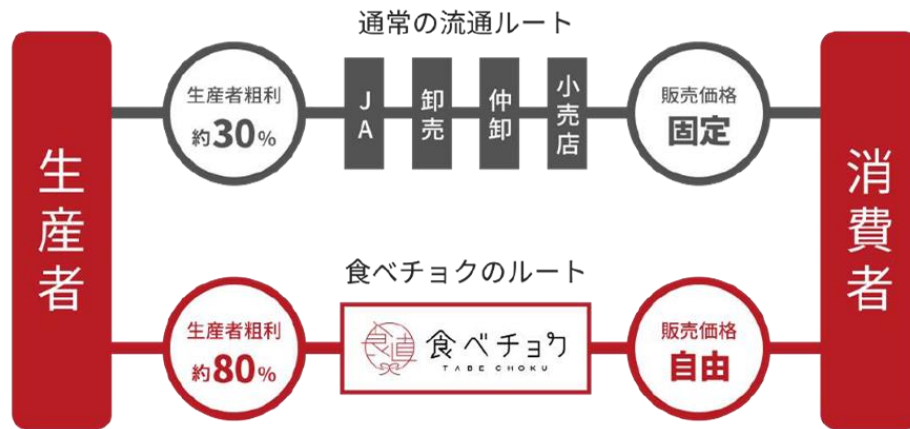 通常の流通ルート
生産者
生産者粗利
約30%
JA
卸売
仲卸
小売店
販売価格
固定
消費者
食べチョクのルート
生産者粗利
約80%
食直
食べチョク
TABE CHOKU
販売価格
自由